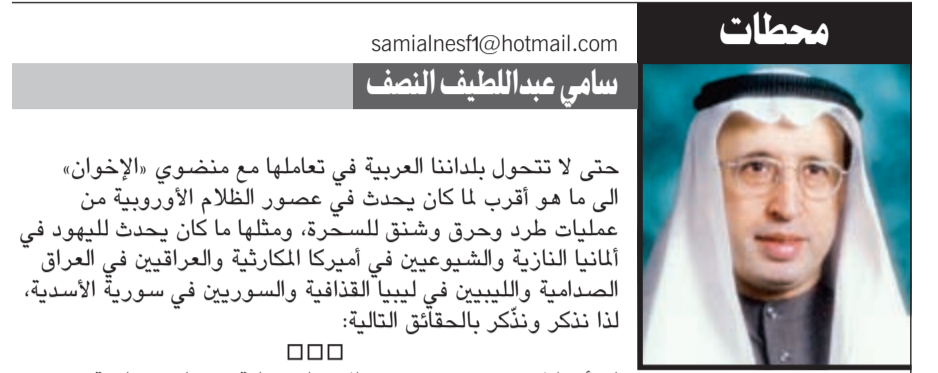 محطات
samialnesf1@hotmail.com
سامي عبداللطيف النصف
حتى لا تتحول بلداننا العربية في تعاملها مع منضوي «الإخوان»
الى ما هو أقرب لما كان يحدث في عصور الظلام الأوروبية من
عمليات طرد وحرق وشنق للسحرة، ومثلها ما كان يحدث لليهود في
ألمانيا النازية والشيوعيين في أميركا المكارثية والعراقيين في العراق
الصدامية والليبيين في ليبيا القذافية والسوريين في سورية الأسدية،
لذا نذكر ونذّكر بالحقائق التالية: